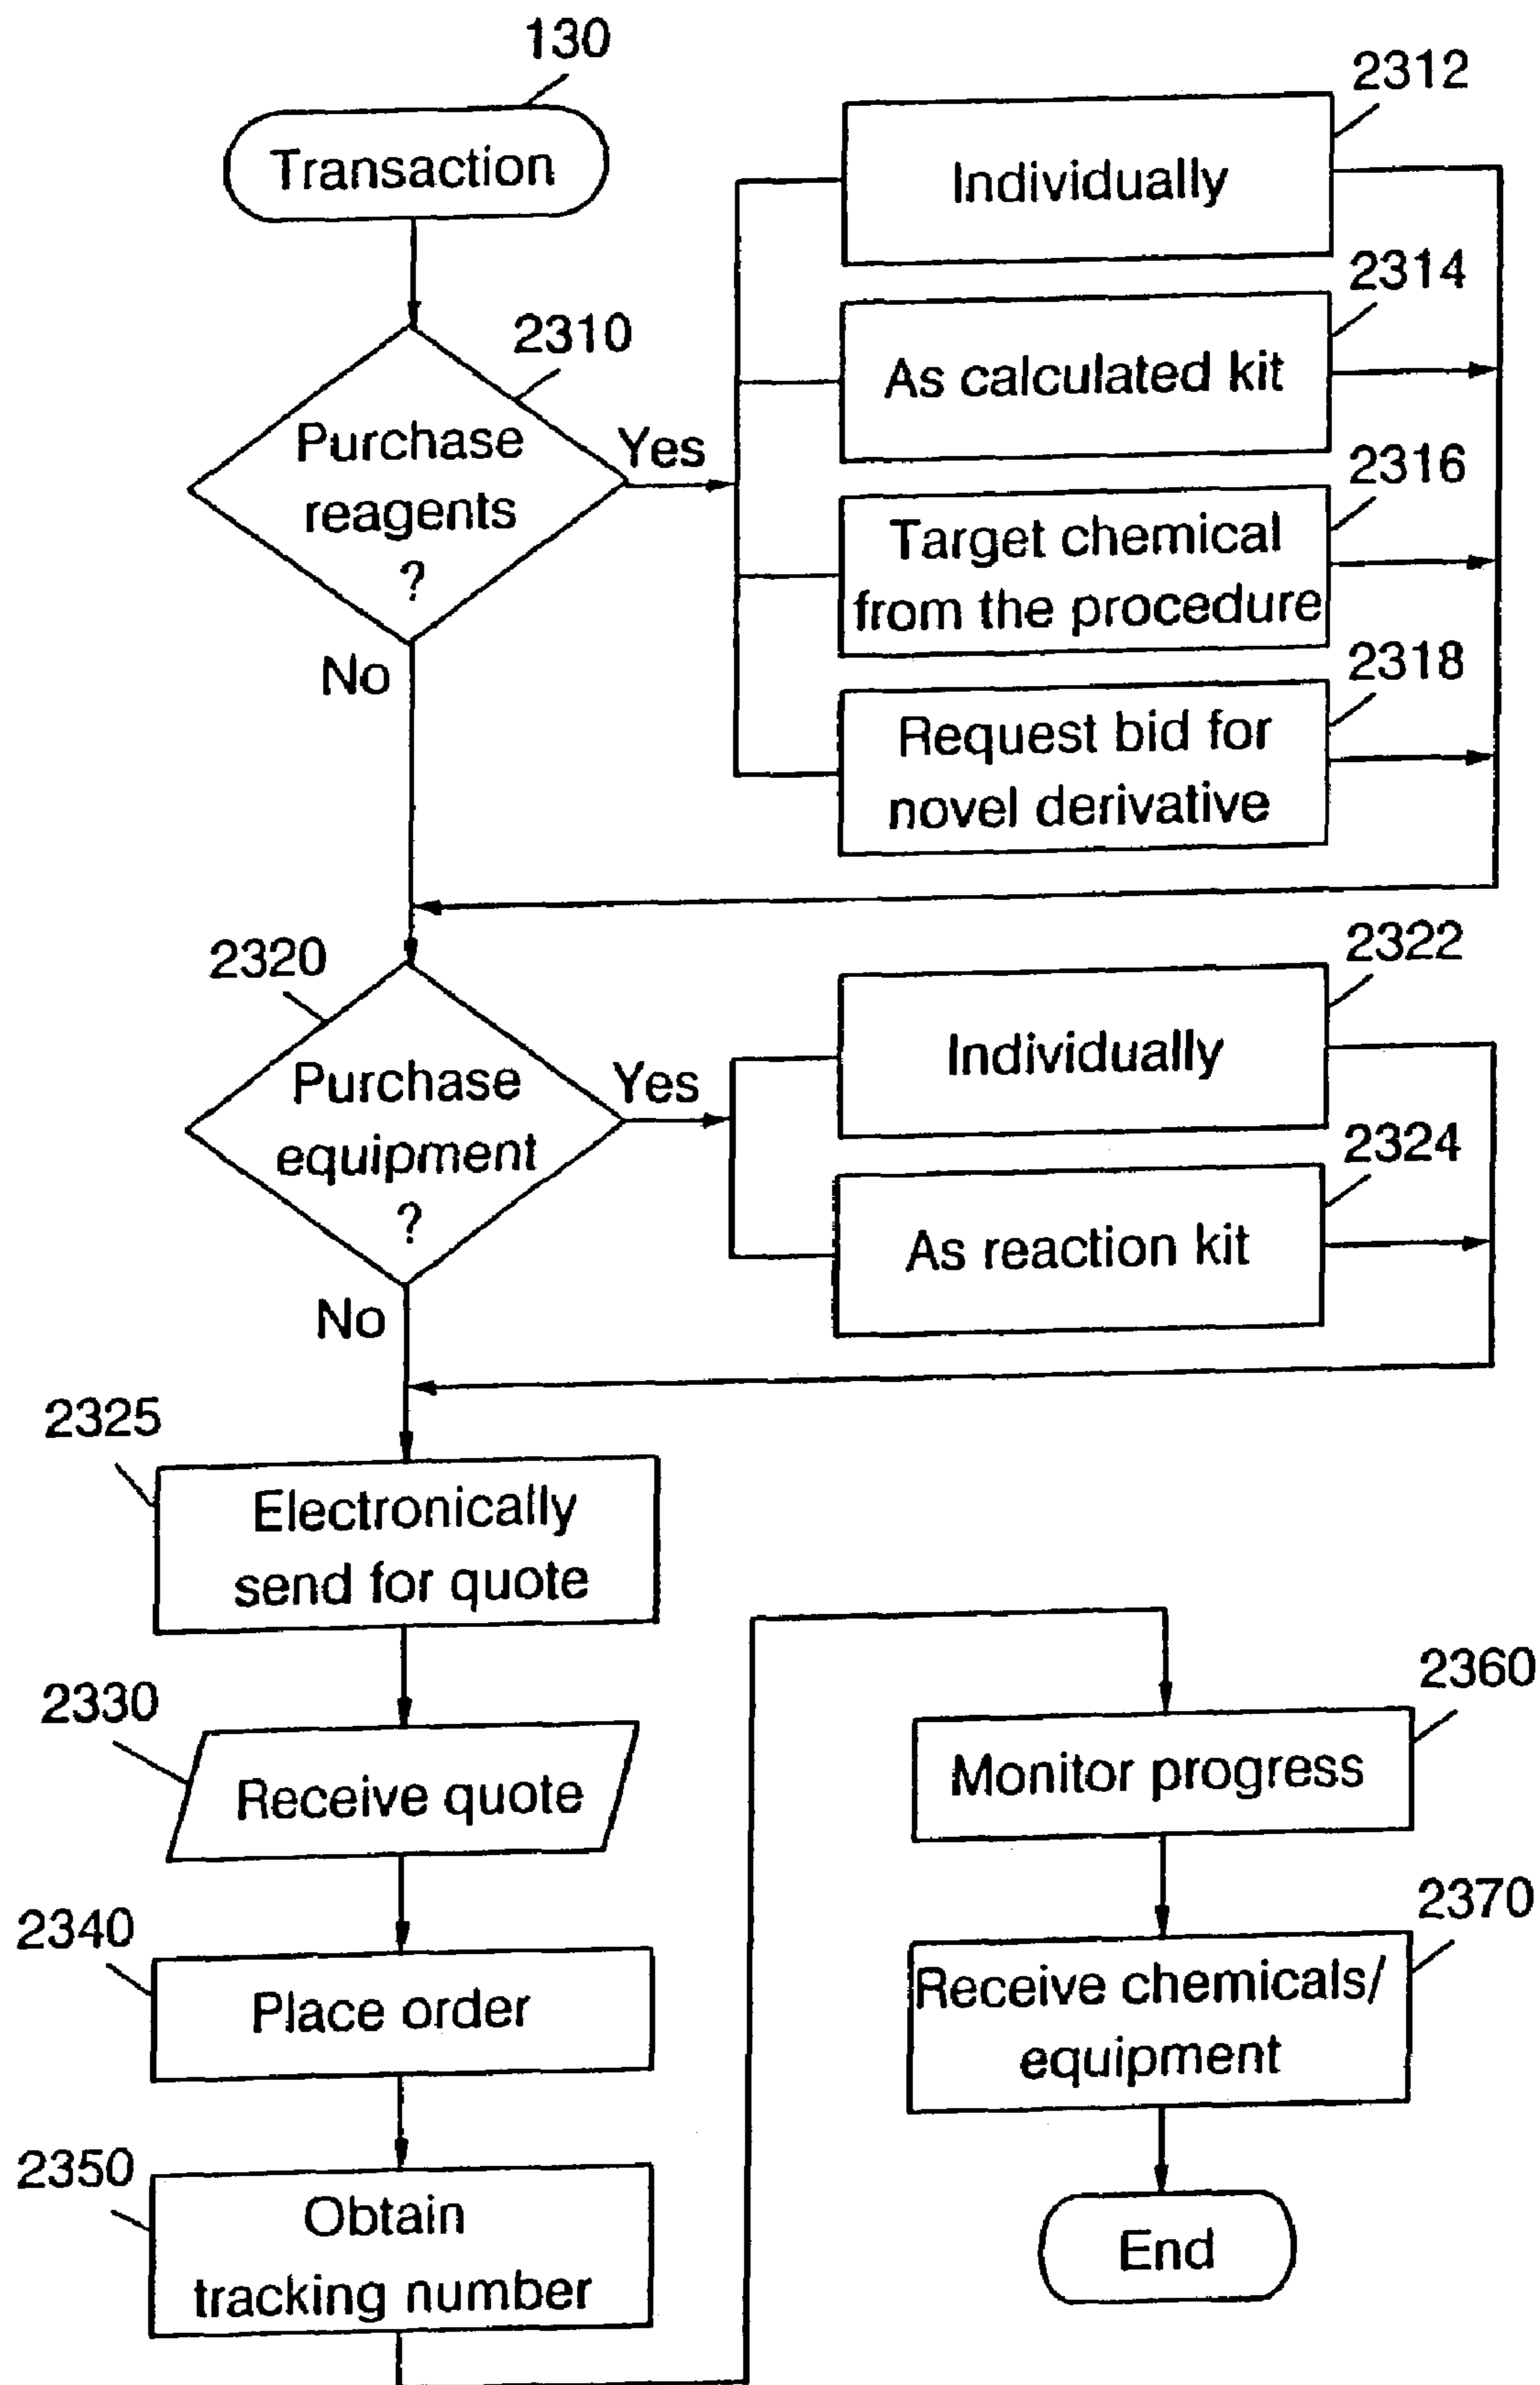 130
Transaction
2310
Purchase
reagents
?
Yes
No
2312
Individually
2314
As calculated kit
2316
Target chemical
from the procedure
2318
Request bid for
novel derivative
2320
Purchase
equipment
?
Yes
No
2322
Individually
2324
As reaction kit
2325
Electronically
send for quote
2330
Receive quote
2340
Place order
2350
Obtain
tracking number
2360
Monitor progress
2370
Receive chemicals/
equipment
End